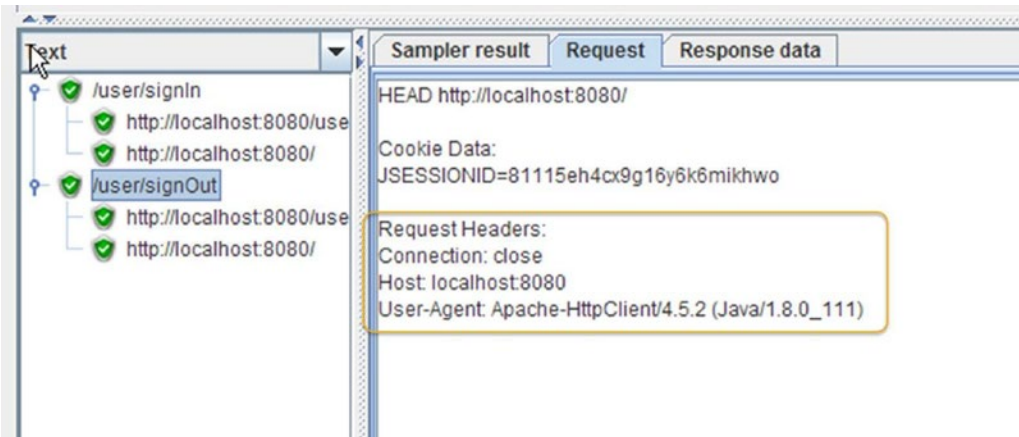 Text
Sampler result Request Response data
/user/signIn
http://localhost:8080/use
http://localhost:8080/
/user/signOut
http://localhost:8080/use
http://localhost:8080/
HEAD http://localhost:8080/
Cookie Data:
JSESSIONID=81115eh4cx9g16y6k6mikhwo
Request Headers:
Connection: close
Host: localhost:8080
User-Agent: Apache-HttpClient/4.5.2 (Java/1.8.0_111)